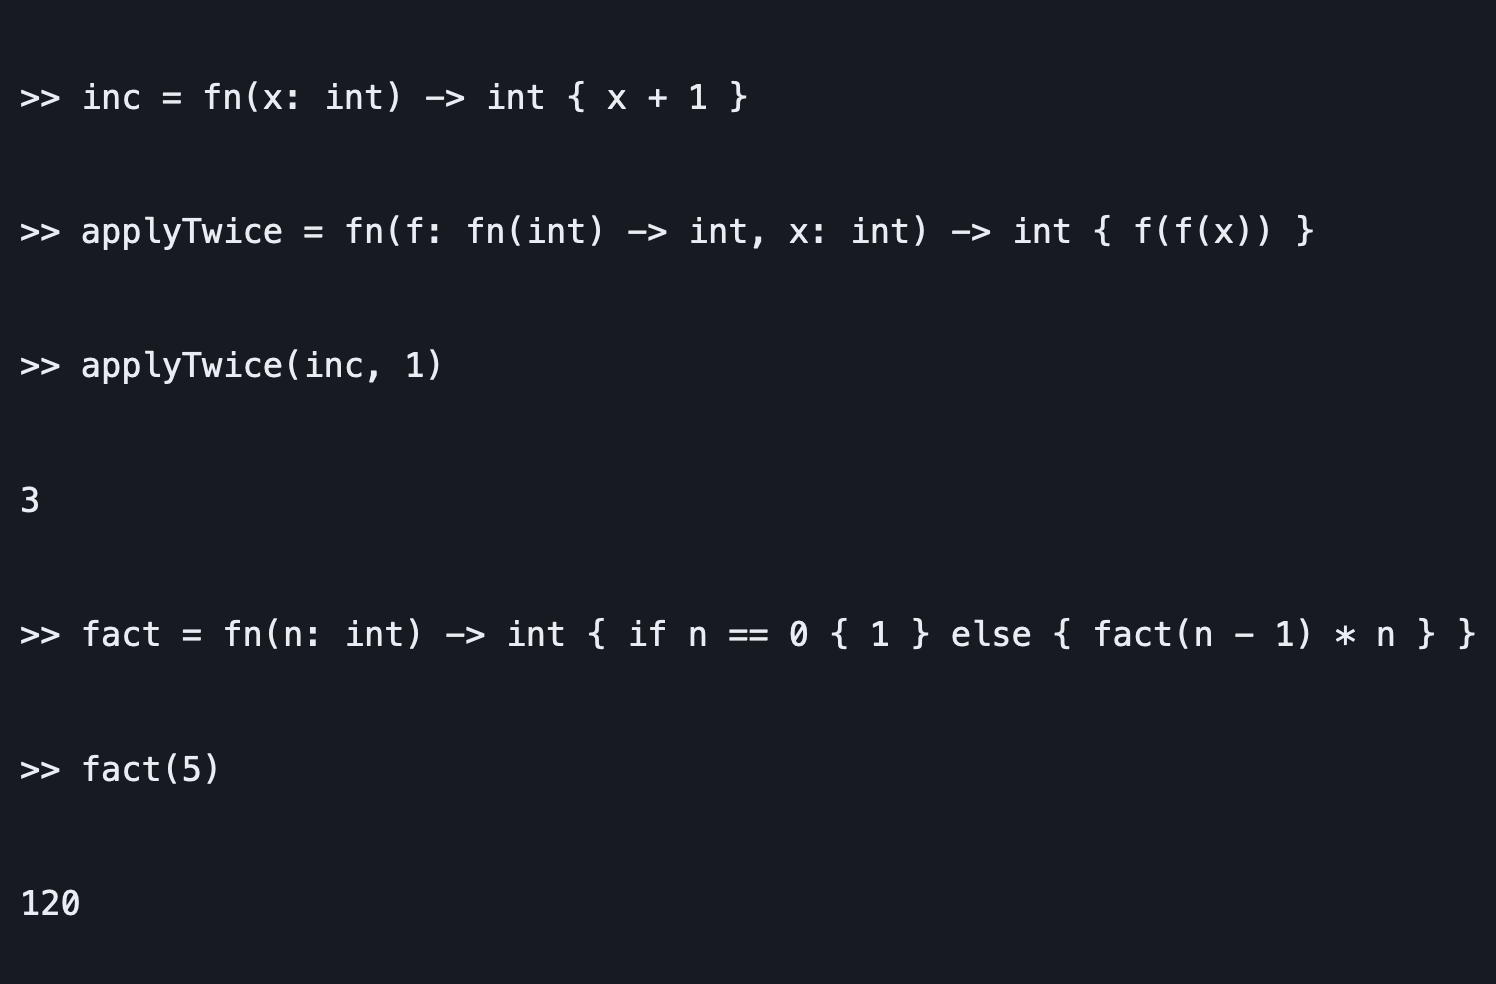 >> inc = fn(x: int) -> int { x + 1 }
>> applyTwice = fn(f: fn(int) -> int, x: int) -> int { f(f(x)) }
>> applyTwice(inc, 1)
3
>> fact = fn(n: int) -> int { if n == 0 { 1 } else { fact(n - 1) * n } }
>> fact(5)
120